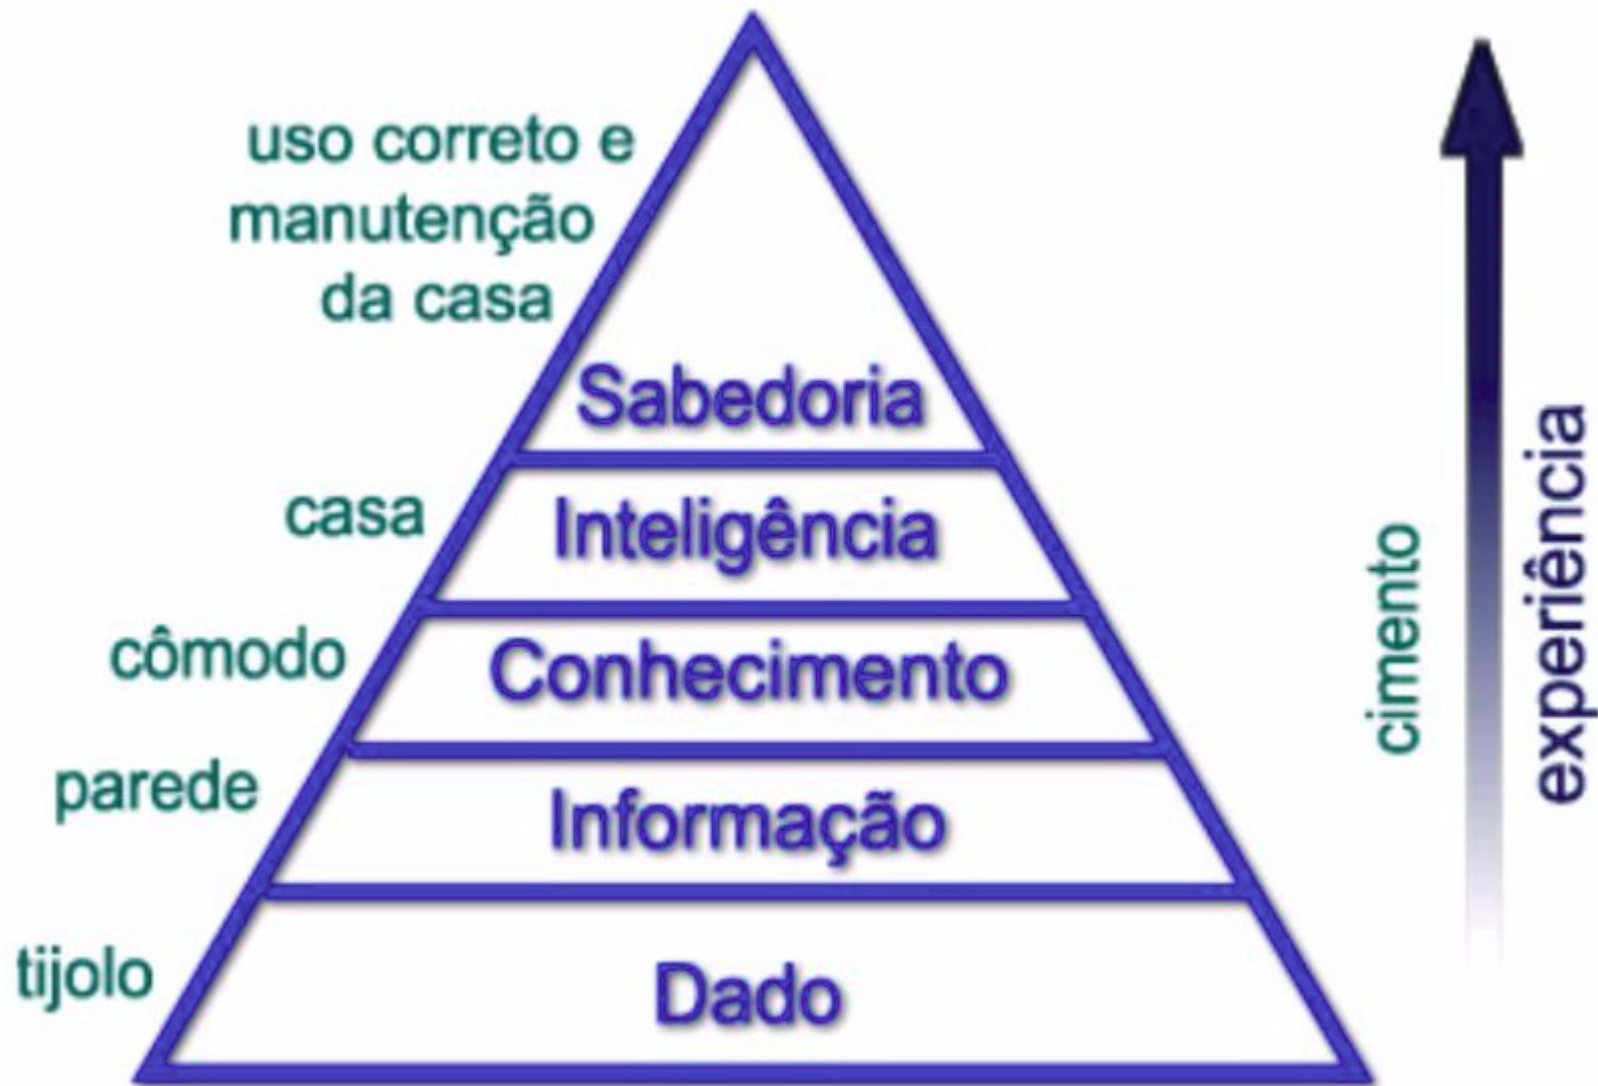 uso correto e
manutenção
da casa
Sabedoria
casa
Inteligência
cômodo
Conhecimento
parede
Informação
tijolo
Dado
cimento
experiência